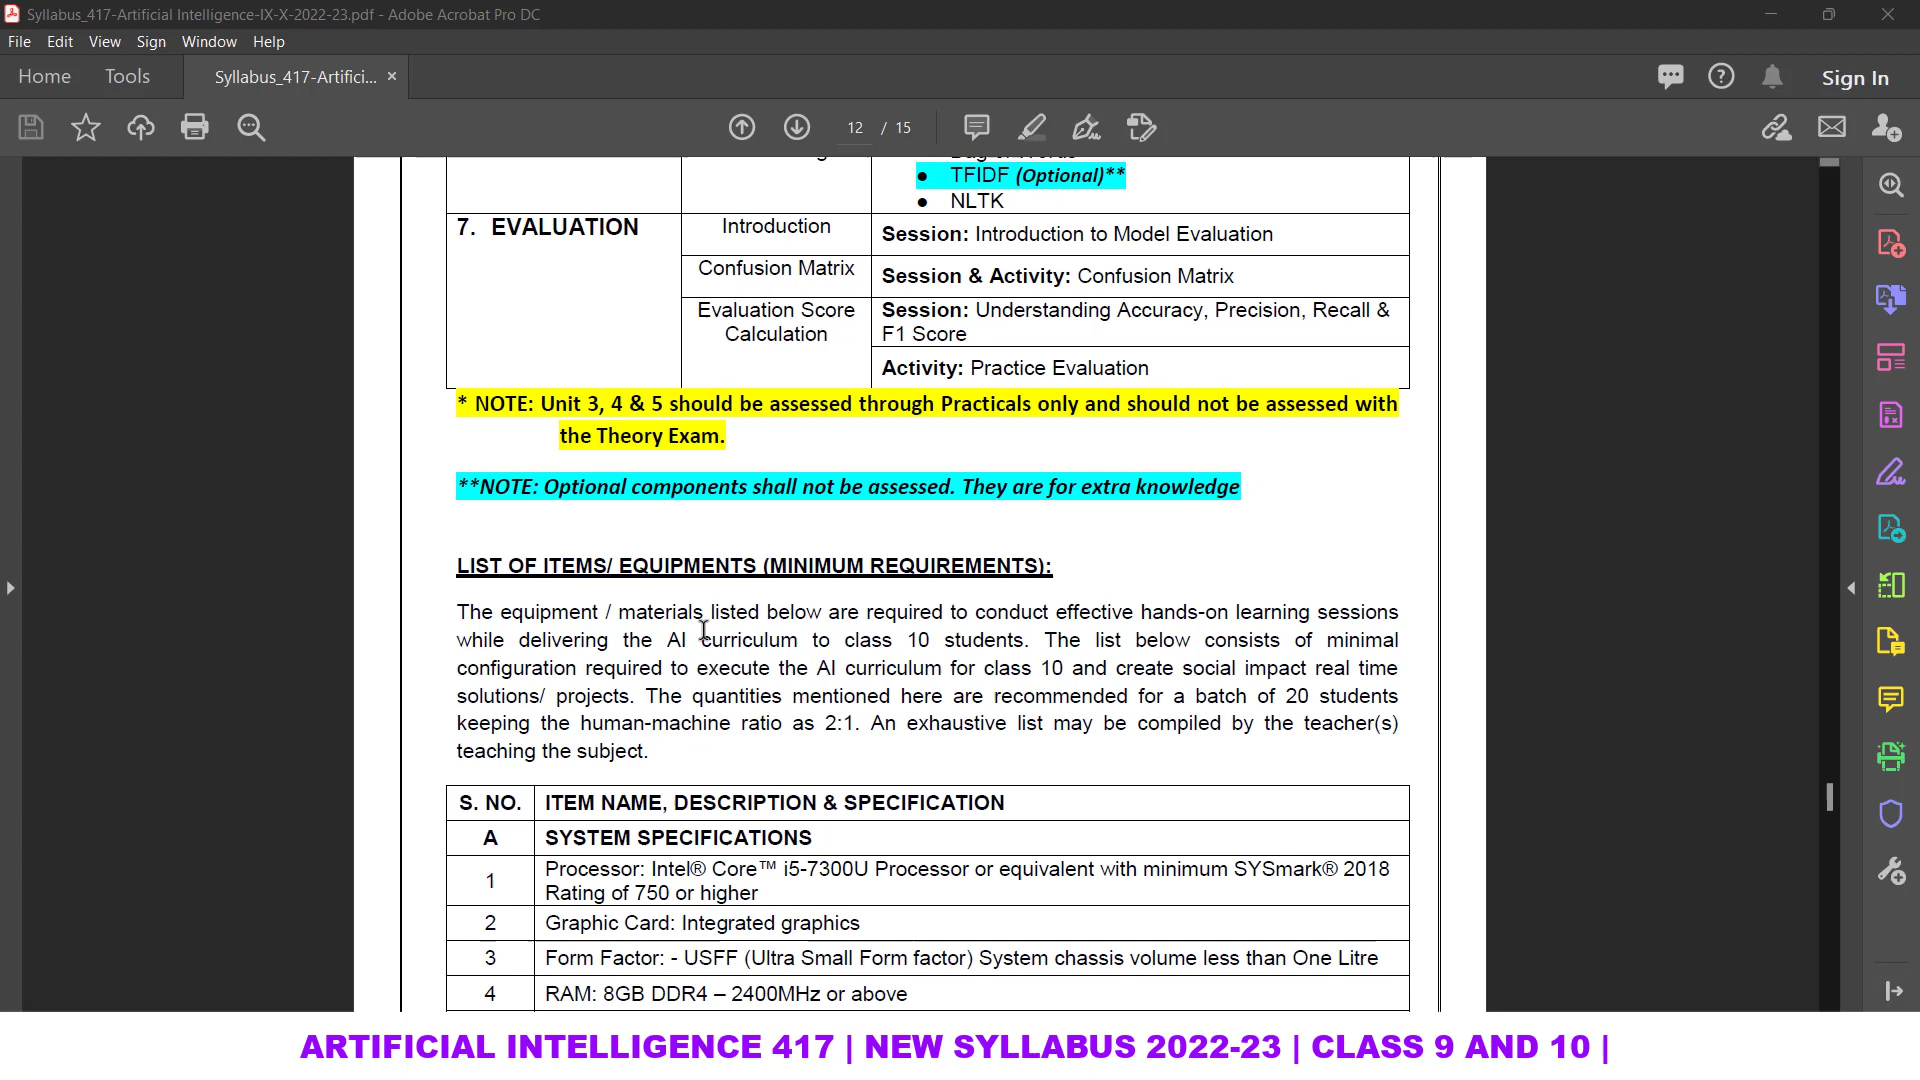 Syllabus_417-Artificial Intelligence-IX-X-2022-23.pdf - Adobe Acrobat Pro DC
File Edit View Sign Window Help
Home Tools Syllabus_417-Artifici... × Sign In
12 / 15
• TFIDF (Optional)**
• NLTK
7. EVALUATION
Introduction
Session: Introduction to Model Evaluation
Confusion Matrix
Session & Activity: Confusion Matrix
Evaluation Score
Calculation
Session: Understanding Accuracy, Precision, Recall &
F1 Score
Activity: Practice Evaluation
* NOTE: Unit 3, 4 & 5 should be assessed through Practicals only and should not be assessed with
the Theory Exam.
**NOTE: Optional components shall not be assessed. They are for extra knowledge
LIST OF ITEMS/ EQUIPMENTS (MINIMUM REQUIREMENTS):
The equipment / materials listed below are required to conduct effective hands-on learning sessions
while delivering the AI curriculum to class 10 students. The list below consists of minimal
configuration required to execute the AI curriculum for class 10 and create social impact real time
solutions/ projects. The quantities mentioned here are recommended for a batch of 20 students
keeping the human-machine ratio as 2:1. An exhaustive list may be compiled by the teacher(s)
teaching the subject.
S. NO. ITEM NAME, DESCRIPTION & SPECIFICATION
A SYSTEM SPECIFICATIONS
1 Processor: Intel® Core™ i5-7300U Processor or equivalent with minimum SYSmark® 2018
Rating of 750 or higher
2 Graphic Card: Integrated graphics
3 Form Factor: - USFF (Ultra Small Form factor) System chassis volume less than One Litre
4 RAM: 8GB DDR4 – 2400MHz or above
ARTIFICIAL INTELLIGENCE 417 | NEW SYLLABUS 2022-23 | CLASS 9 AND 10 |